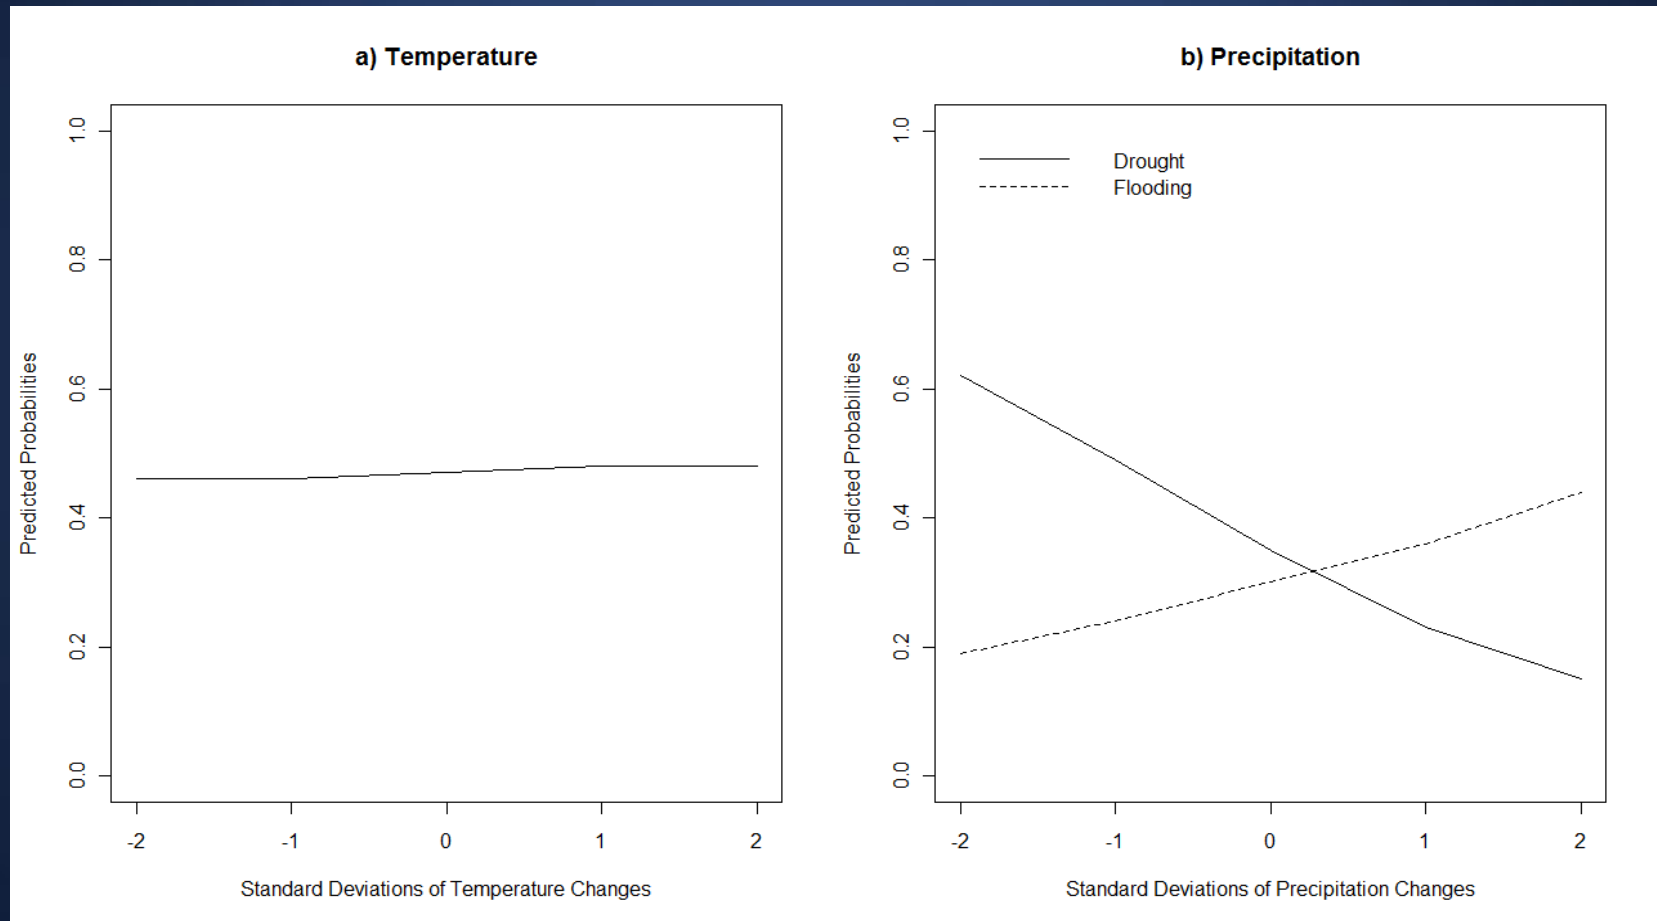 a) Temperature
Predicted Probabilities
1.0
0.8
0.6
0.4
0.2
0.0
-2 -1 0 1 2
Standard Deviations of Temperature Changes
b) Precipitation
Drought
Flooding
Predicted Probabilities
1.0
0.8
0.6
0.4
0.2
0.0
-2 -1 0 1 2
Standard Deviations of Precipitation Changes